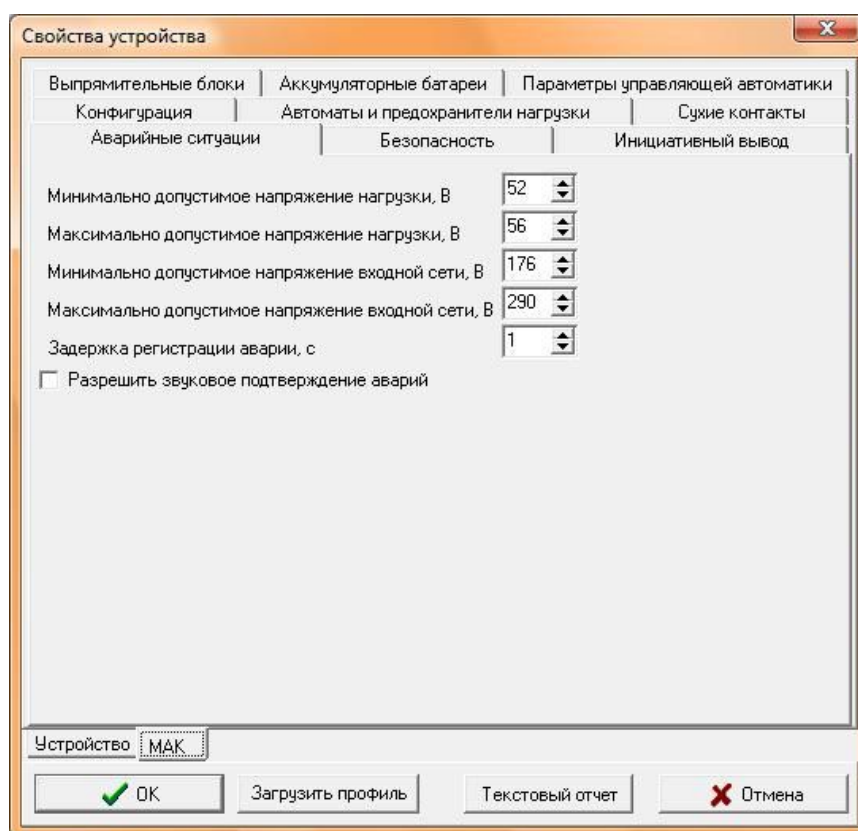 Свойства устройства
Выпрямительные блоки Аккумуляторные батареи Параметры управляющей автоматики
Конфигурация Автоматы и предохранители нагрузки Сухие контакты
Аварийные ситуации Безопасность Инициативный вывод
Минимально допустимое напряжение нагрузки, В 52
Максимально допустимое напряжение нагрузки, В 56
Минимально допустимое напряжение входной сети, В 176
Максимально допустимое напряжение входной сети, В 290
Задержка регистрации аварии, с 1
Разрешить звуковое подтверждение аварий
Устройство МАК
OK Загрузить профиль Текстовый отчет Отмена